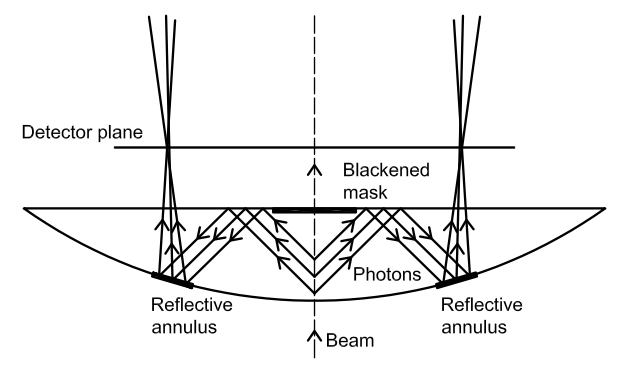 Detector plane
Blackened
mask
Photons
Reflective
annulus
Reflective
annulus
Beam